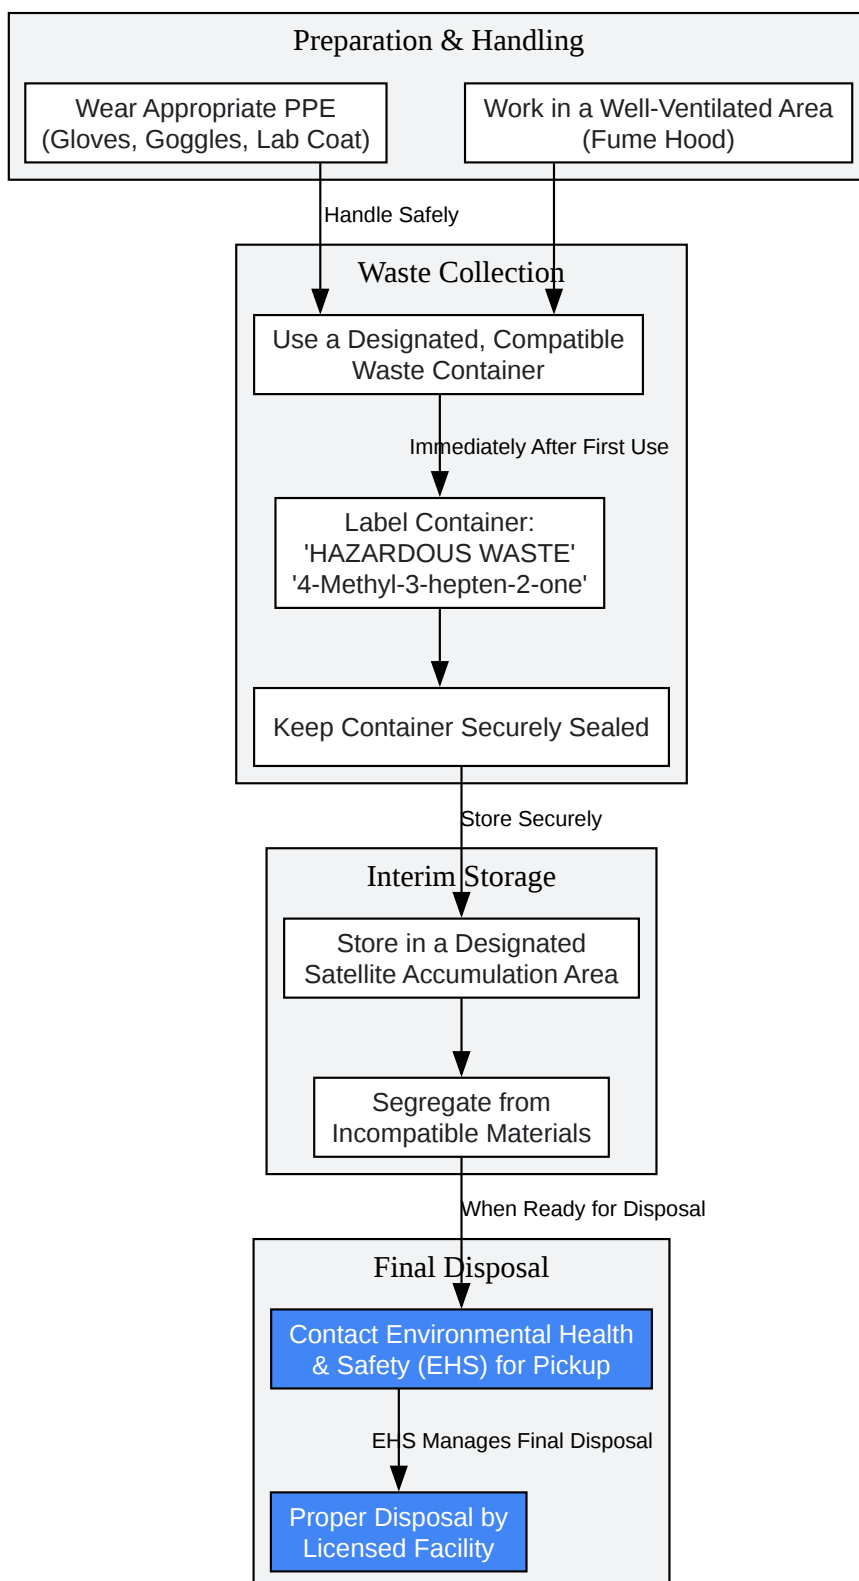 Preparation & Handling
Wear Appropriate PPE
(Gloves, Goggles, Lab Coat)
Work in a Well-Ventilated Area
(Fume Hood)
Handle Safely
Waste Collection
Use a Designated, Compatible
Waste Container
Immediately After First Use
Label Container:
'HAZARDOUS WASTE'
'4-Methyl-3-hepten-2-one'
Keep Container Securely Sealed
Store Securely
Interim Storage
Store in a Designated
Satellite Accumulation Area
Segregate from
Incompatible Materials
When Ready for Disposal
Final Disposal
Contact Environmental Health
& Safety (EHS) for Pickup
EHS Manages Final Disposal
Proper Disposal by
Licensed Facility